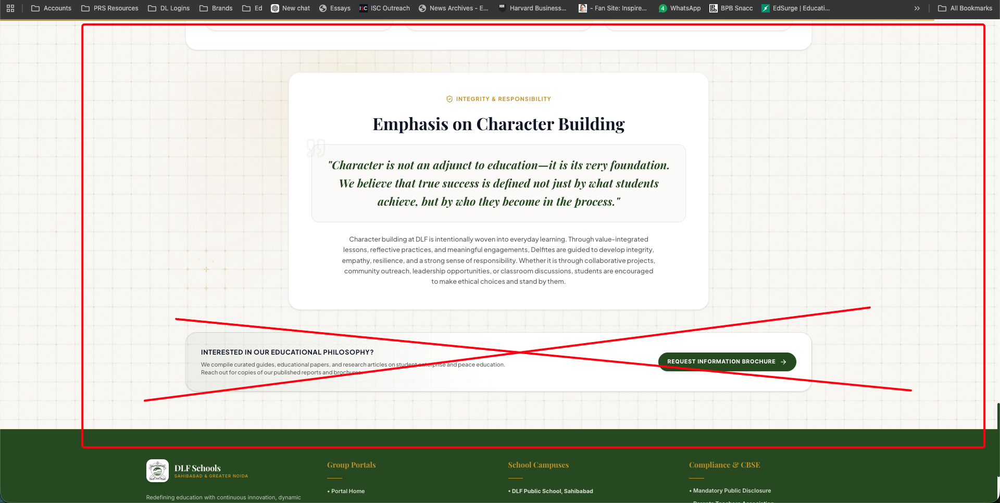 Accounts
PRS Resources
DL Logins
Brands
Ed
New chat
Essays
ISC Outreach
News Archives - E...
Harvard Business...
- Fan Site: Inspire...
4 WhatsApp
BPB Snacc
EdSurge | Educati...
All Bookmarks
INTEGRITY & RESPONSIBILITY
Emphasis on Character Building
"Character is not an adjunct to education—it is its very foundation.
We believe that true success is defined not just by what students
achieve, but by who they become in the process."
Character building at DLF is intentionally woven into everyday learning. Through value-integrated
lessons, reflective practices, and meaningful engagements, Delfites are guided to develop integrity,
empathy, resilience, and a strong sense of responsibility. Whether it is through collaborative projects,
community outreach, leadership opportunities, or classroom discussions, students are encouraged
to make ethical choices and stand by them.
INTERESTED IN OUR EDUCATIONAL PHILOSOPHY?
We compile curated guides, educational papers, and research articles on student enterprise and peace education.
Reach out for copies of our published reports and brochures.
REQUEST INFORMATION BROCHURE
DLF Schools
SAHIBABAD & GREATER NOIDA
Redefining education with continuous innovation, dynamic
Group Portals
• Portal Home
School Campuses
• DLF Public School, Sahibabad
Compliance & CBSE
• Mandatory Public Disclosure
• Parents Teachers Association